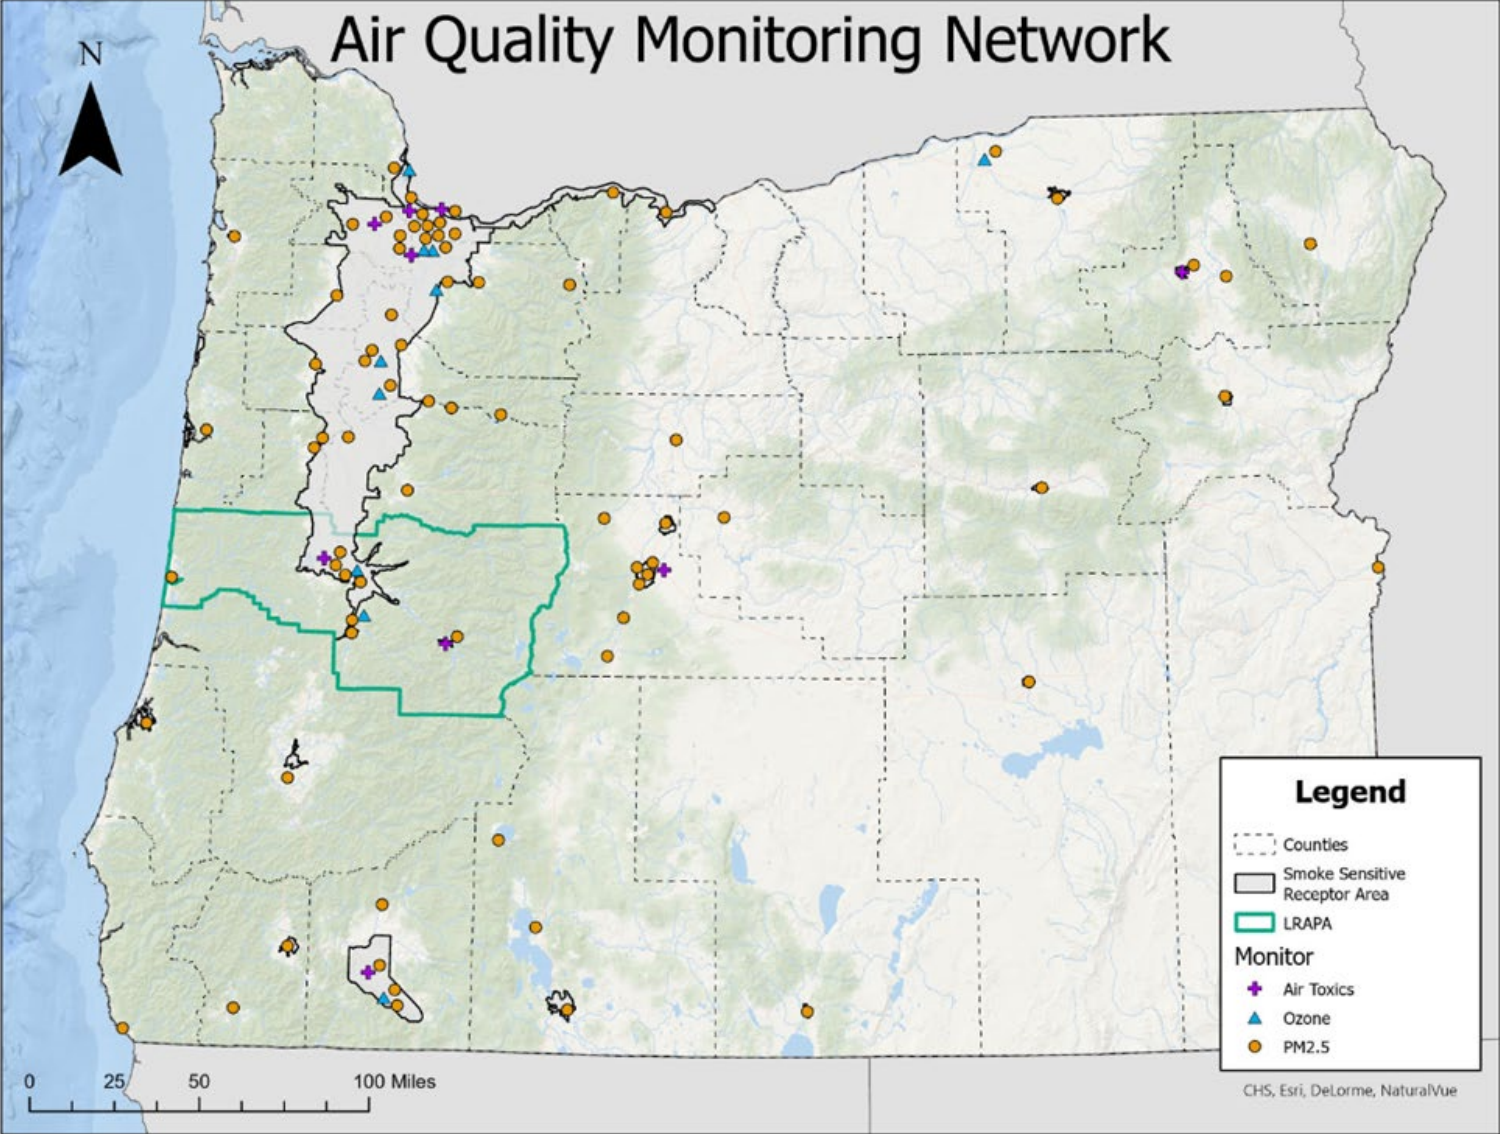 Air Quality Monitoring Network
N
Legend
Counties
Smoke Sensitive
Receptor Area
LRAPA
Monitor
Air Toxics
Ozone
PM2.5
0 25 50 100 Miles
CHS, Esri, DeLorme, NaturalVue